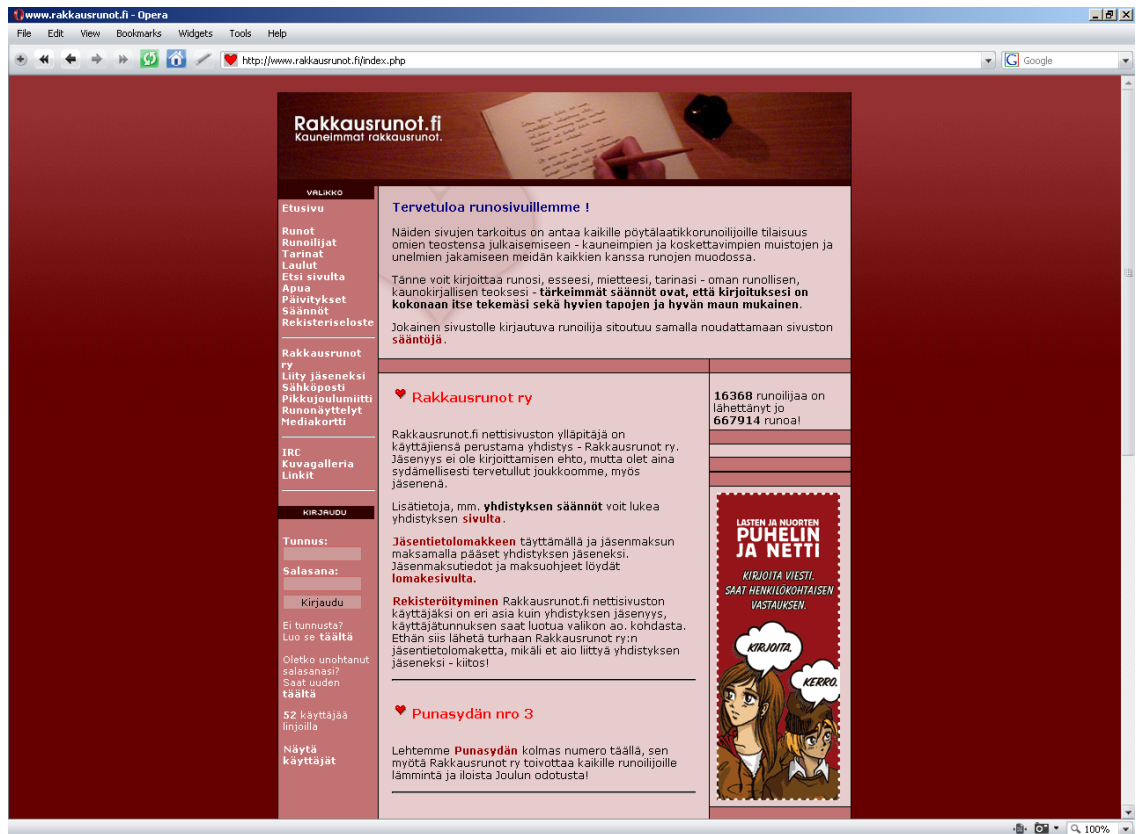 www.rakkausrunot.fi - Opera
File Edit View Bookmarks Widgets Tools Help
http://www.rakkausrunot.fi/index.php
G Google
Rakkausrunot.fi
Kauneimmat rakkausrunot.
VALIKKO
Etusivu
Runot
Runoilijat
Tarinat
Laulut
Etsi sivulta
Apua
Päivitykset
Säännöt
Rekisteriseloste
Rakkausrunot
ry
Liity jäseneksi
Sähköposti
Pikkujoulumiitti
Runonäyttelyt
Mediakortti
IRC
Kuvagalleria
Linkit
KIRJAUDU
Tunnus:
Salasana:
Kirjaudu
Ei tunnusta?
Luo se täältä
Oletko unohtanut
salasanasi?
Saat uuden
täältä
52 käyttäjää
linjoilla
Näytä
käyttäjät
Tervetuloa runosivuillemme !
Näiden sivujen tarkoitus on antaa kaikille pöytälaatikkorunoilijoille tilaisuus
omien teostensa julkaisemiseen - kauneimpien ja koskettavimpien muistojen ja
unelmien jakamiseen meidän kaikkien kanssa runojen muodossa.
Tänne voit kirjoittaa runosi, esseesi, mietteesi, tarinasi - oman runollisen,
kaunokirjallisen teoksesi - tärkeimmät säännöt ovat, että kirjoituksesi on
kokonaan itse tekemäsi sekä hyvien tapojen ja hyvän maun mukainen.
Jokainen sivustolle kirjautuva runoilija sitoutuu samalla noudattamaan sivuston
sääntöjä.
Rakkausrunot ry
Rakkausrunot.fi nettisivuston ylläpitäjä on
käyttäjiensä perustama yhdistys - Rakkausrunot ry.
Jäsenyys ei ole kirjoittamisen ehto, mutta olet aina
sydämellisesti tervetullut joukkoomme, myös
jäsenenä.
Lisätietoja, mm. yhdistyksen säännöt voit lukea
yhdistyksen sivulta.
Jäsentietolomakkeen täyttämällä ja jäsenmaksun
maksamalla pääset yhdistyksen jäseneksi.
Jäsenmaksutiedot ja maksuohjeet löydät
lomakesivulta.
Rekisteröityminen Rakkausrunot.fi nettisivuston
käyttäjäksi on eri asia kuin yhdistyksen jäsenyys,
käyttäjätunnuksen saat luotua valikon ao. kohdasta.
Ethän siis lähetä turhaan Rakkausrunot ry:n
jäsentietolomaketta, mikäli et aio liittyä yhdistyksen
jäseneksi - kiitos!
Punasydän nro 3
Lehtemme Punasydän kolmas numero täällä, sen
myötä Rakkausrunot ry toivottaa kaikille runoilijoille
lämmintä ja iloista Joulun odotusta!
16368 runoilijaa on
lähettänyt jo
667914 runoa!
LASTEN JA NUORTEN
PUHELIN
JA NETTI
KIRJOITA VIESTI.
SAAT HENKILÖKOHTAISEN
VASTAUKSEN.
KIRJOITA.
KERRO.
100%